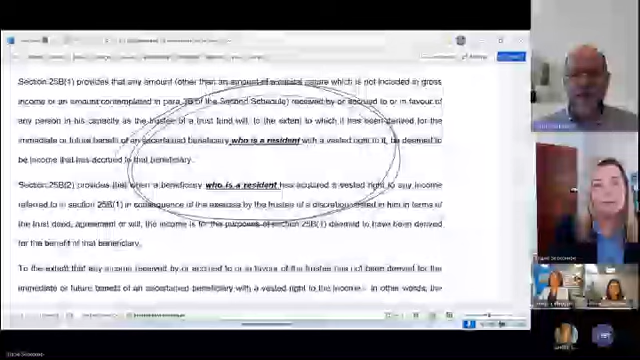 Section 25B(1) provides that any amount (other than an amount of a capital nature which is not included in gross
income or an amount contemplated in para 3B of the Second Schedule) received by or accrued to or in favour of
any person in his capacity as the trustee of a trust fund will, to the extent to which it has been derived for the
immediate or future benefit of an ascertained beneficiary who is a resident with a vested right to it, be deemed to
be income that has accrued to that beneficiary.
Section 25B(2) provides that when a beneficiary who is a resident has acquired a vested right to any income
referred to in section 25B(1) in consequence of the exercise by the trustee of a discretion vested in him in terms of
the trust deed, agreement or will, the income is for the purposes of section 25B(1) deemed to have been derived
for the benefit of that beneficiary.
To the extent that any income received by or accrued to or in favour of the trustee has not been derived for the
immediate or future benefit of an ascertained beneficiary with a vested right to the income. In other words, the